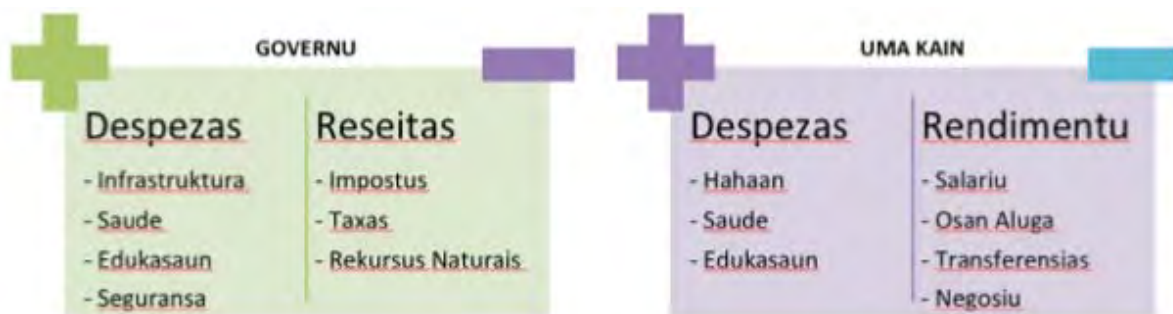 GOVERNU
Despezas
- Infrastruktura
- Saude
- Edukasaun
- Seguransa
Reseitas
- Impostus
- Taxas
- Rekursus Naturais
UMA KAIN
Despezas
- Hahaan
- Saude
- Edukasaun
Rendimentu
- Salariu
- Osan Aluga
- Transferensias
- Negosiu